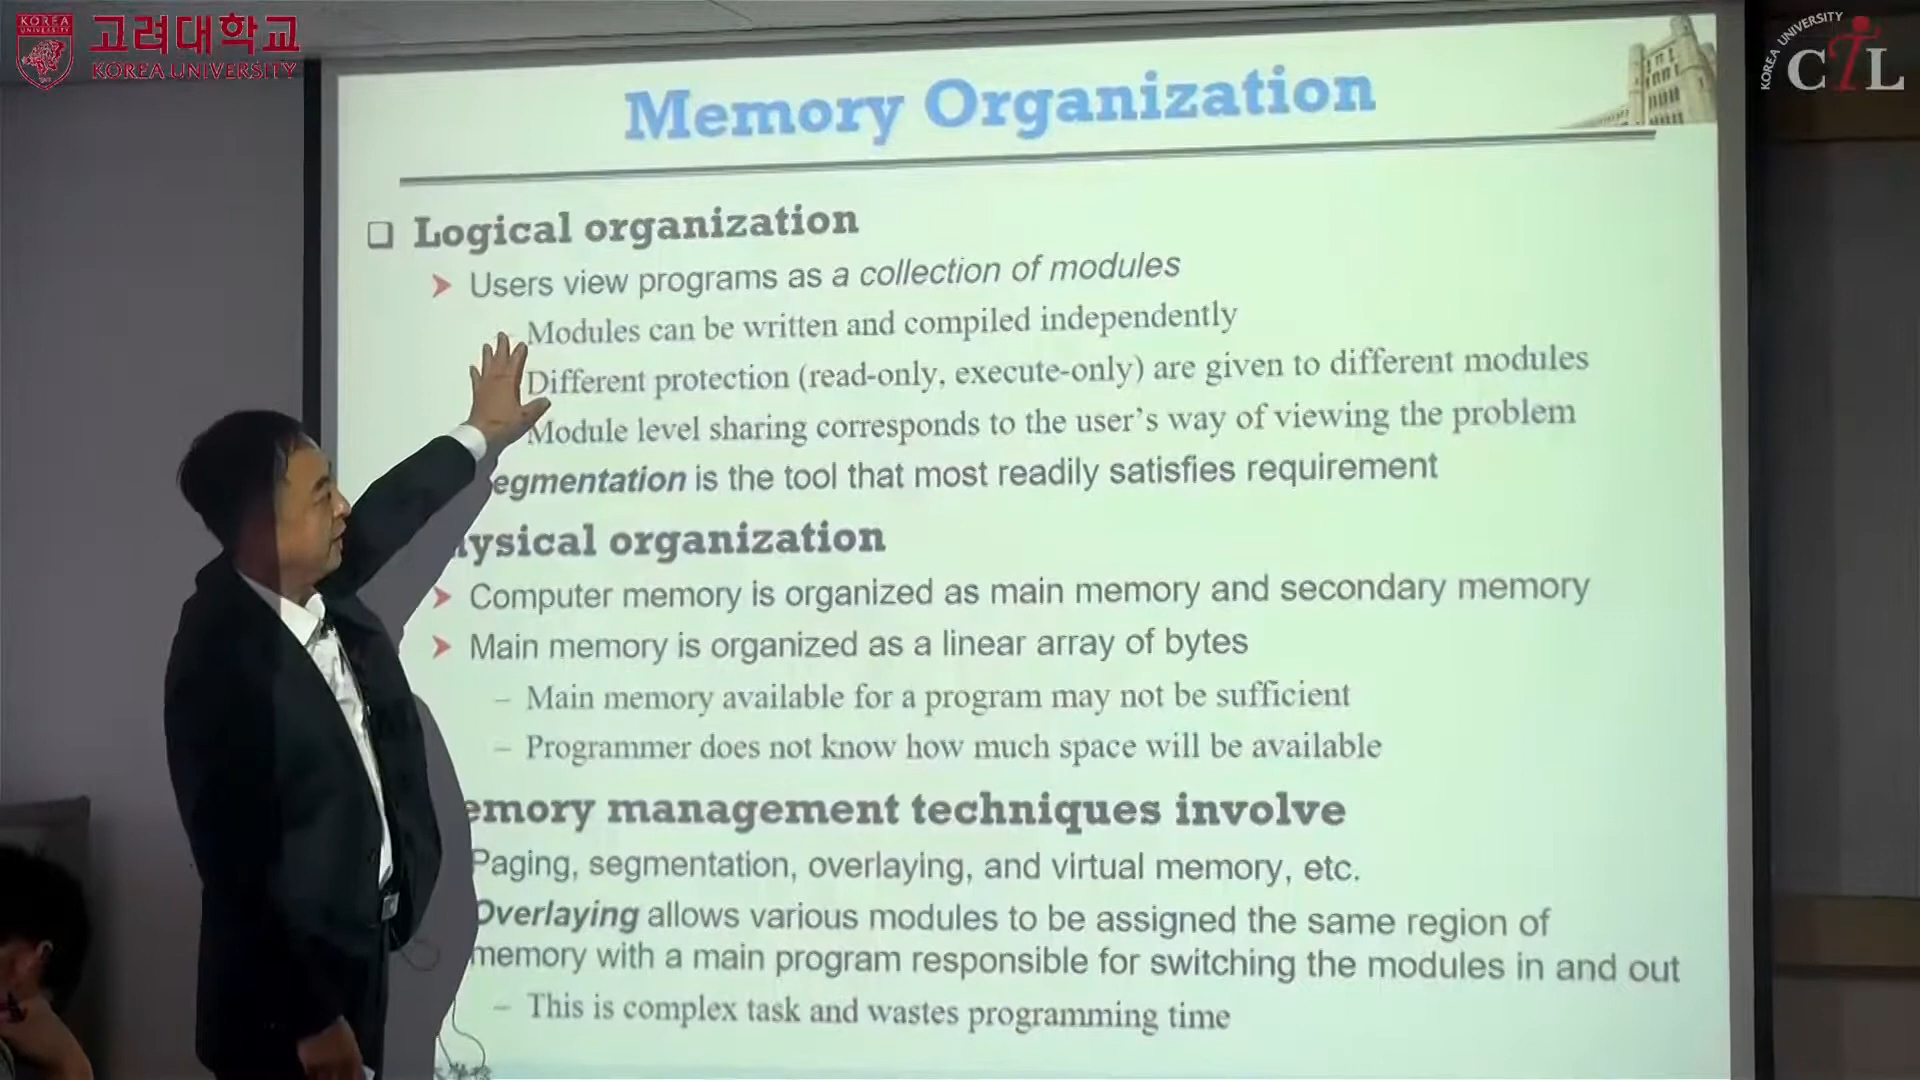 고려대학교
KOREA UNIVERSITY
KOREA UNIVERSITY
KOREA UNIVERSITY
CTL
Memory Organization
Logical organization
Users view programs as a collection of modules
Modules can be written and compiled independently
Different protection (read-only, execute-only) are given to different modules
Module level sharing corresponds to the user's way of viewing the problem
egmentation is the tool that most readily satisfies requirement
ysical organization
Computer memory is organized as main memory and secondary memory
Main memory is organized as a linear array of bytes
– Main memory available for a program may not be sufficient
– Programmer does not know how much space will be available
emory management techniques involve
Paging, segmentation, overlaying, and virtual memory, etc.
Overlaying allows various modules to be assigned the same region of
memory with a main program responsible for switching the modules in and out
– This is complex task and wastes programming time